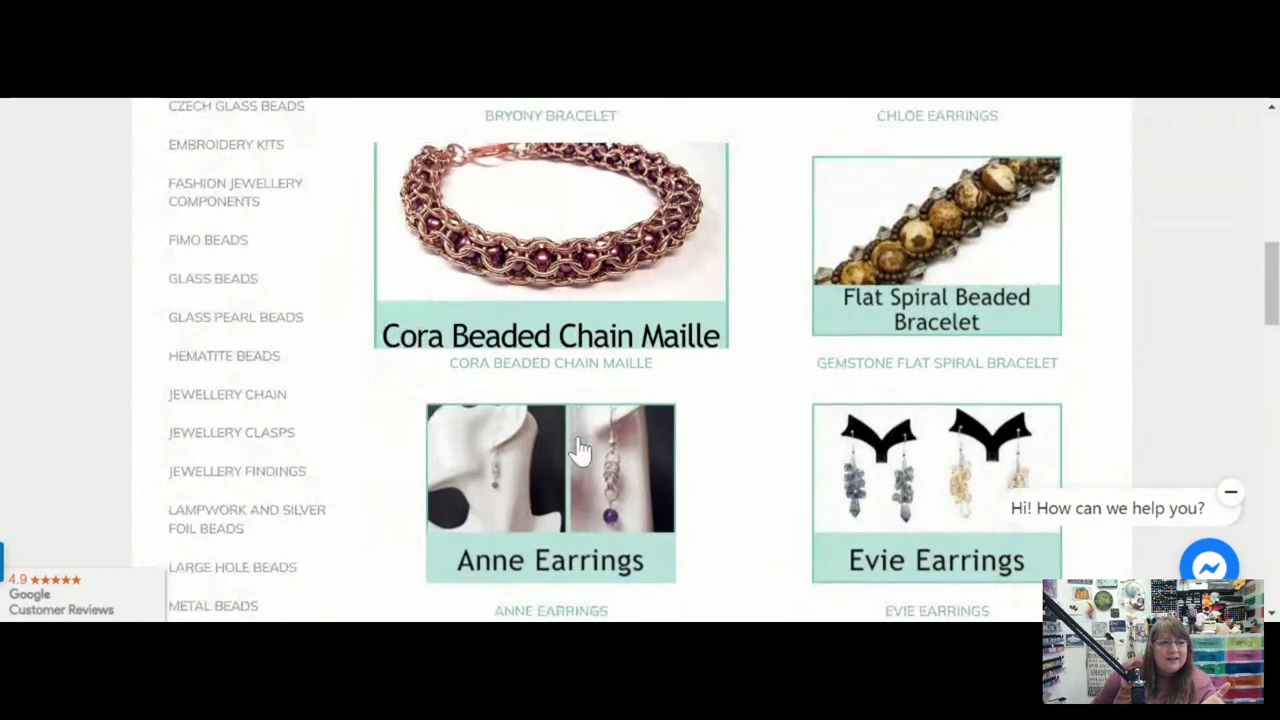 CZECH GLASS BEADS
EMBROIDERY KITS
FASHION JEWELLERY
COMPONENTS
FIMO BEADS
GLASS BEADS
GLASS PEARL BEADS
HEMATITE BEADS
JEWELLERY CHAIN
JEWELLERY CLASPS
JEWELLERY FINDINGS
LAMPWORK AND SILVER
FOIL BEADS
LARGE HOLE BEADS
METAL BEADS
BRYONY BRACELET
CHLOE EARRINGS
Cora Beaded Chain Maille
CORA BEADED CHAIN MAILLE
Flat Spiral Beaded
Bracelet
GEMSTONE FLAT SPIRAL BRACELET
Anne Earrings
ANNE EARRINGS
Evie Earrings
EVIE EARRINGS
Hi! How can we help you?
4.9 ★★★★★
Google
Customer Reviews